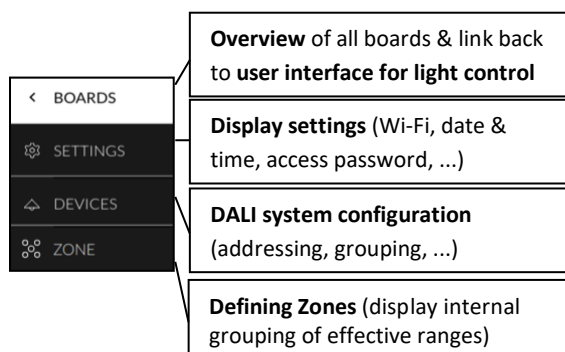 Overview of all boards & link back
to user interface for light control
BOARDS
Display settings (Wi-Fi, date &
time, access password, ...)
SETTINGS
DEVICES
DALI system configuration
(addressing, grouping, ...)
ZONE
Defining Zones (display internal
grouping of effective ranges)